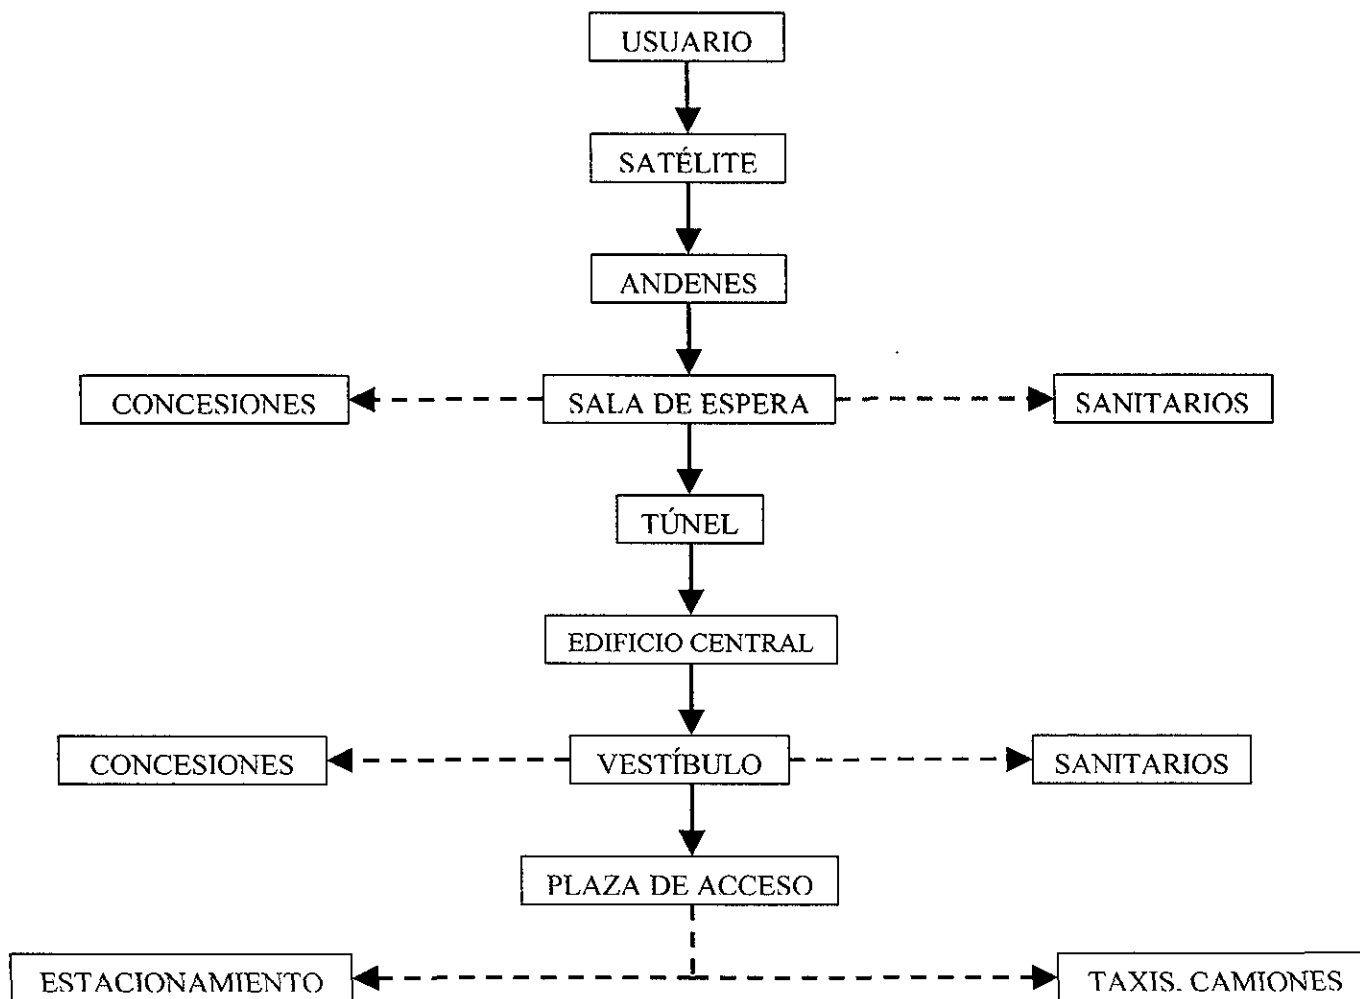 USUARIO
SATÉLITE
ANDENES
CONCESIONES
SALA DE ESPERA
SANITARIOS
TÚNEL
EDIFICIO CENTRAL
CONCESIONES
VESTÍBULO
SANITARIOS
PLAZA DE ACCESO
ESTACIONAMIENTO
TAXIS. CAMIONES